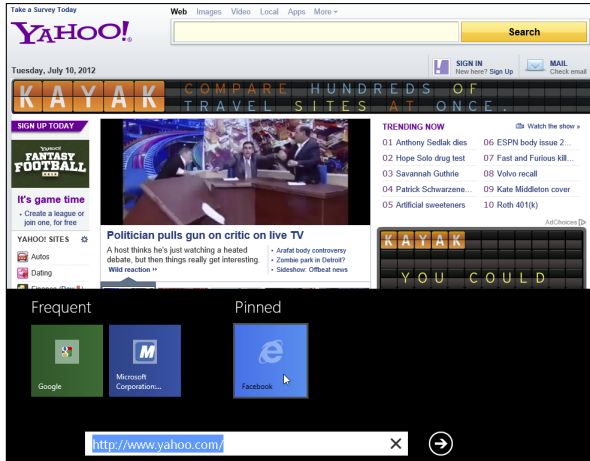 Take a Survey Today
Web Images Video Local Apps More
YAHOO!
Search
Tuesday, July 10, 2012
SIGN IN
New here? Sign Up
MAIL
Check email
KAYAK
COMPARE HUNDREDS OF
TRAVEL SITES AT ONCE.
SIGN UP TODAY
YAHOO!
FANTASY
FOOTBALL
2012
It's game time
• Create a league or
join one, for free
YAHOO! SITES
Autos
Dating
Politician pulls gun on critic on
live TV
A host thinks he's just watching a heated
debate, but then things really get interesting.
Wild reaction »
• Arafat body controversy
• Zombie park in Detroit?
• Sideshow: Offbeat news
TRENDING NOW
Watch the show »
01 Anthony Sedlak dies
02 Hope Solo drug test
03 Savannah Guthrie
04 Patrick Schwarzene...
05 Artificial sweeteners
06 ESPN body issue 2...
07 Fast and Furious kill...
08 Volvo recall
09 Kate Middleton cover
10 Roth 401(k)
AdChoices
KAYAK
YOU COULD
Frequent
Pinned
Google
M
Microsoft
Corporation:...
Facebook
http://www.yahoo.com/